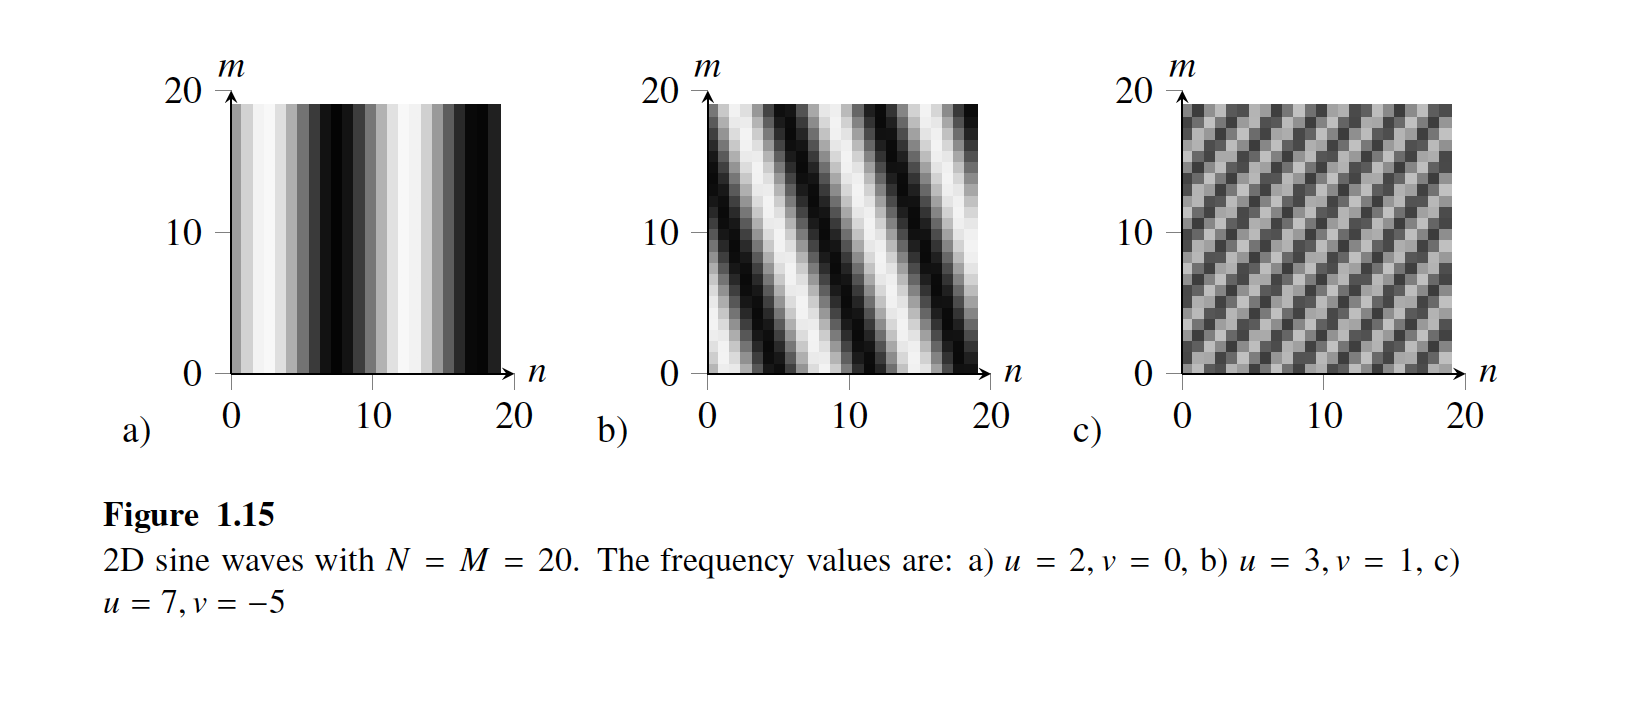 m m m
20 20 20
10 10 10
0 n 0 n 0 n
0 10 20 0 10 20 0 10 20
a) b) c)
Figure 1.15
2D sine waves with N = M = 20. The frequency values are: a) u = 2, v = 0, b) u = 3, v = 1, c)
u = 7, v = −5